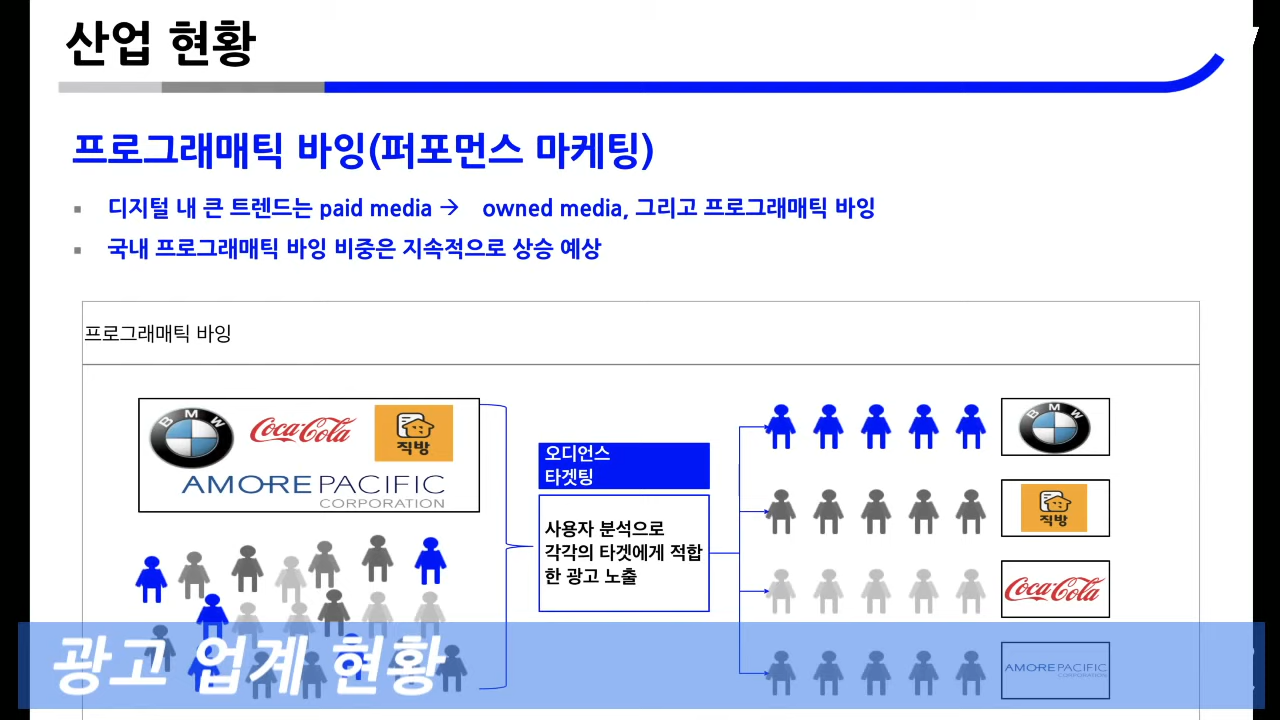 산업 현황
프로그래매틱 바잉(퍼포먼스 마케팅)
▪ 디지털 내 큰 트렌드는 paid media → owned media, 그리고 프로그래매틱 바잉
▪ 국내 프로그래매틱 바잉 비중은 지속적으로 상승 예상
프로그래매틱 바잉
BMW
Coca-Cola
직방
AMOREPACIFIC
CORPORATION
오디언스
타겟팅
사용자 분석으로
각각의 타겟에게 적합
한 광고 노출
BMW
직방
Coca-Cola
AMOREPACIFIC
CORPORATION
광고 업계 현황